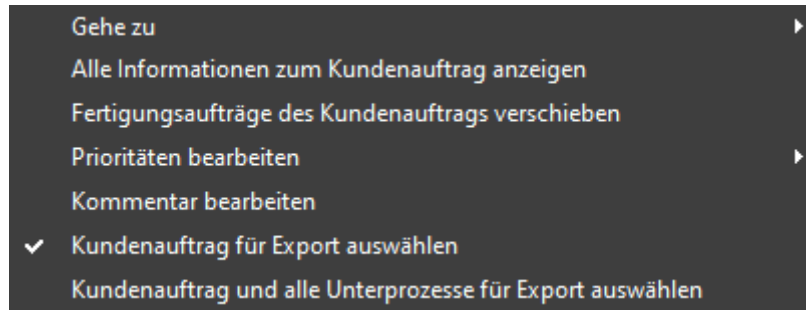 Gehe zu
Alle Informationen zum Kundenauftrag anzeigen
Fertigungsaufträge des Kundenauftrags verschieben
Prioritäten bearbeiten
Kommentar bearbeiten
Kundenauftrag für Export auswählen
Kundenauftrag und alle Unterprozesse für Export auswählen